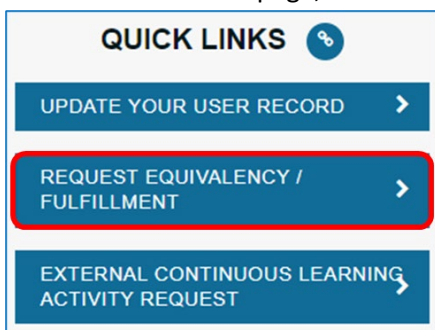 QUICK LINKS
UPDATE YOUR USER RECORD
REQUEST EQUIVALENCY /
FULFILLMENT
EXTERNAL CONTINUOUS LEARNING
ACTIVITY REQUEST